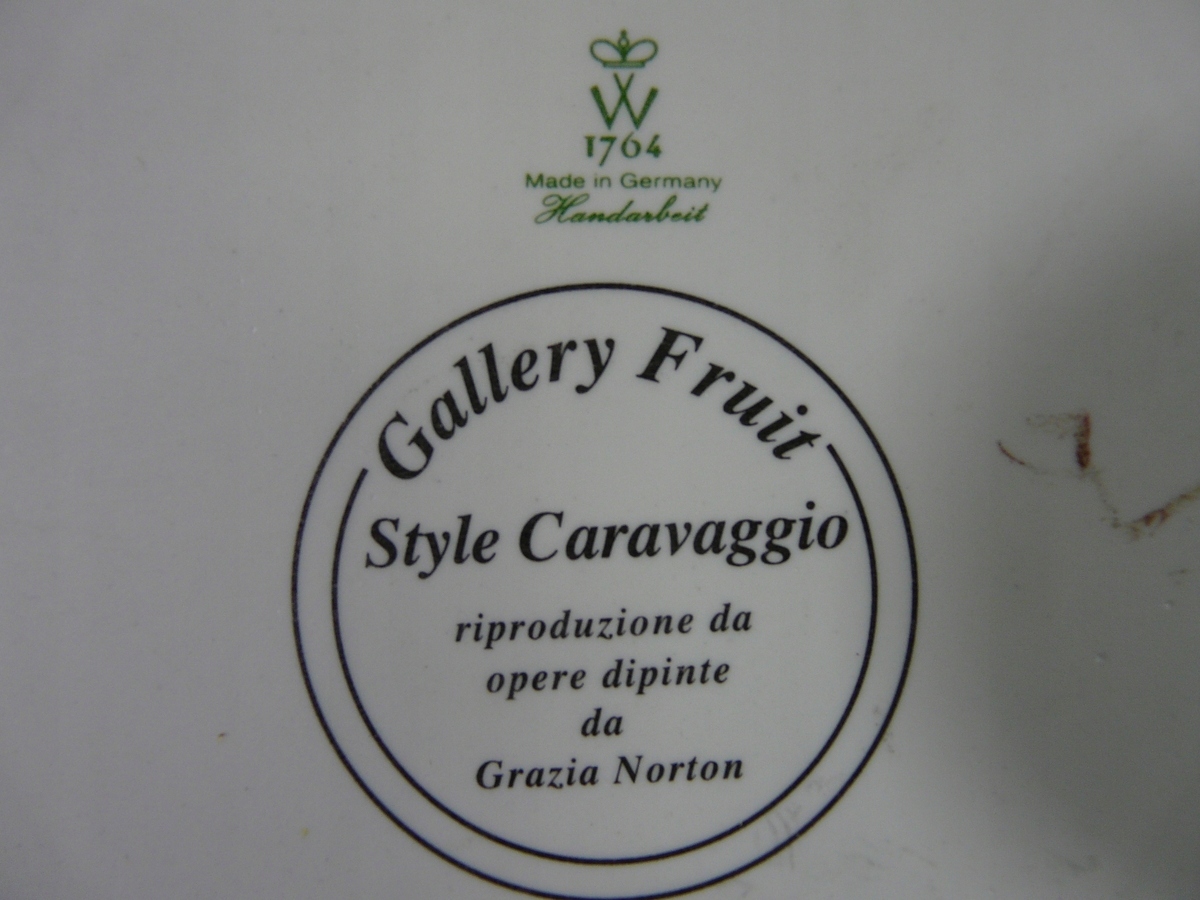 W
1764
Made in Germany
Handarbeit
Gallery Fruit
Style Caravaggio
riproduzione da
opere dipinte
da
Grazia Norton